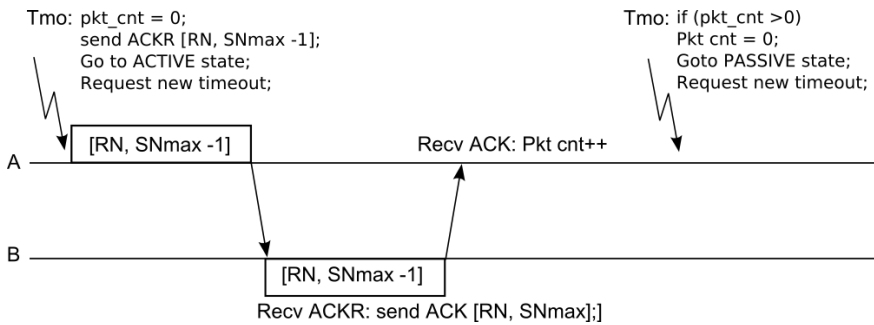 Tmo: pkt_cnt = 0;
send ACKR [RN, SNmax -1];
Go to ACTIVE state;
Request new timeout;
Tmo: if (pkt_cnt >0)
Pkt cnt = 0;
Goto PASSIVE state;
Request new timeout;
[RN, SNmax -1]
Recv ACK: Pkt cnt++
A
B
[RN, SNmax -1]
Recv ACKR: send ACK [RN, SNmax];]